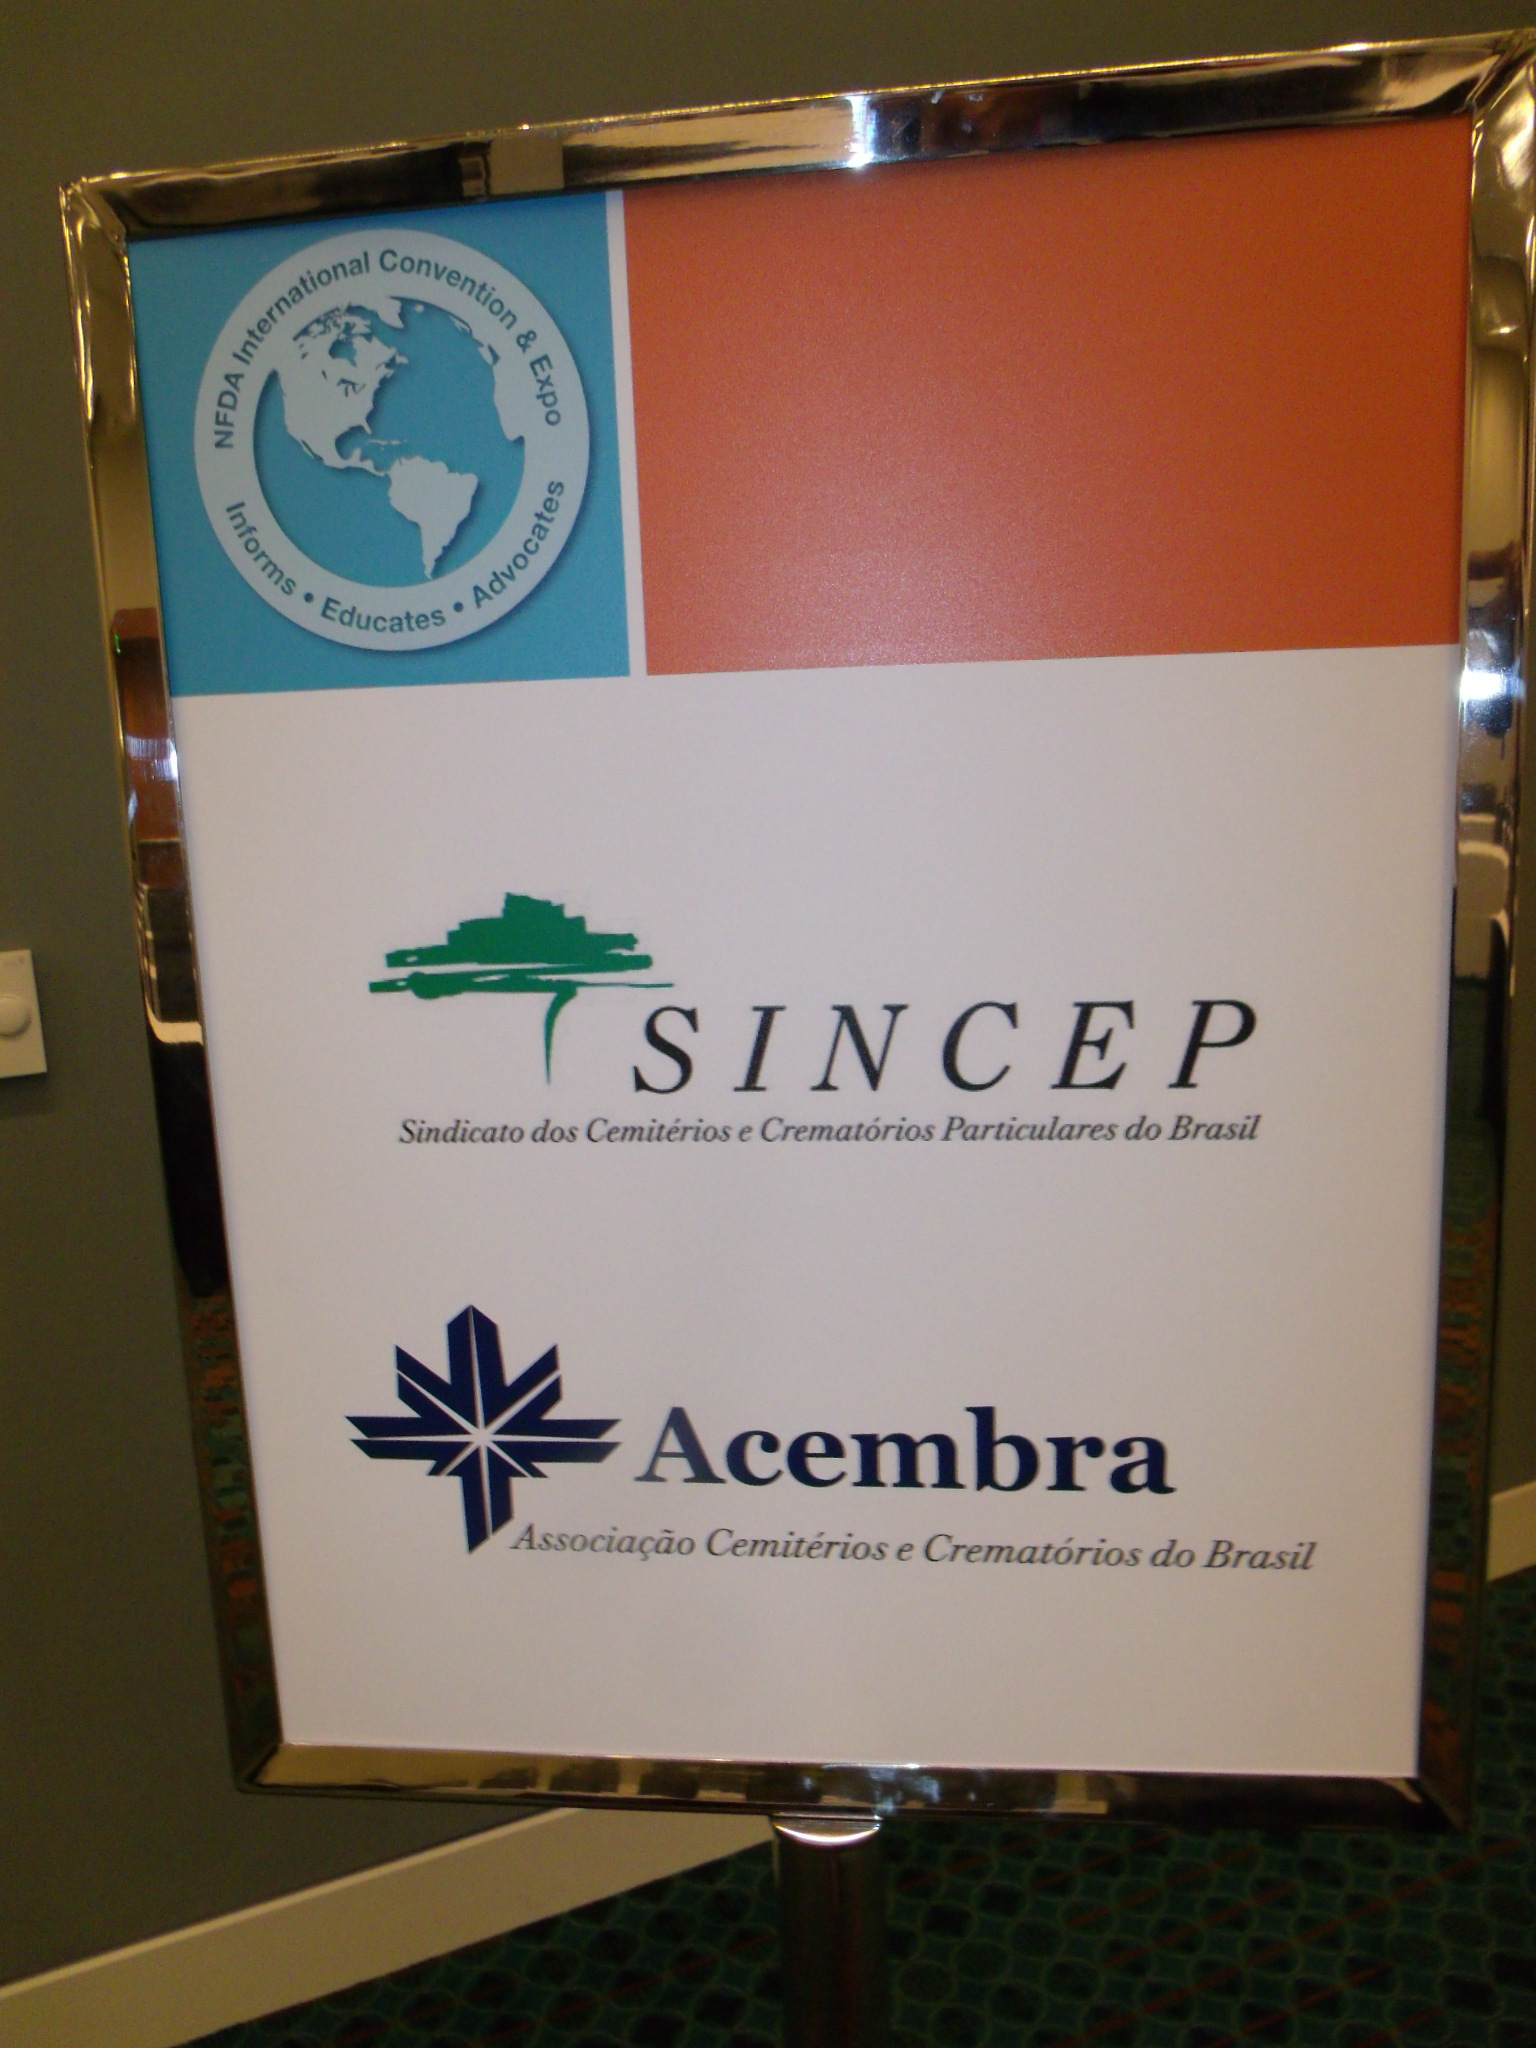 NFDA International Convention & Expo
Informs • Educates • Advocates
SINCEP
Sindicato dos Cemitérios e Crematórios Particulares do Brasil
Acembra
Associação Cemitérios e Crematórios do Brasil